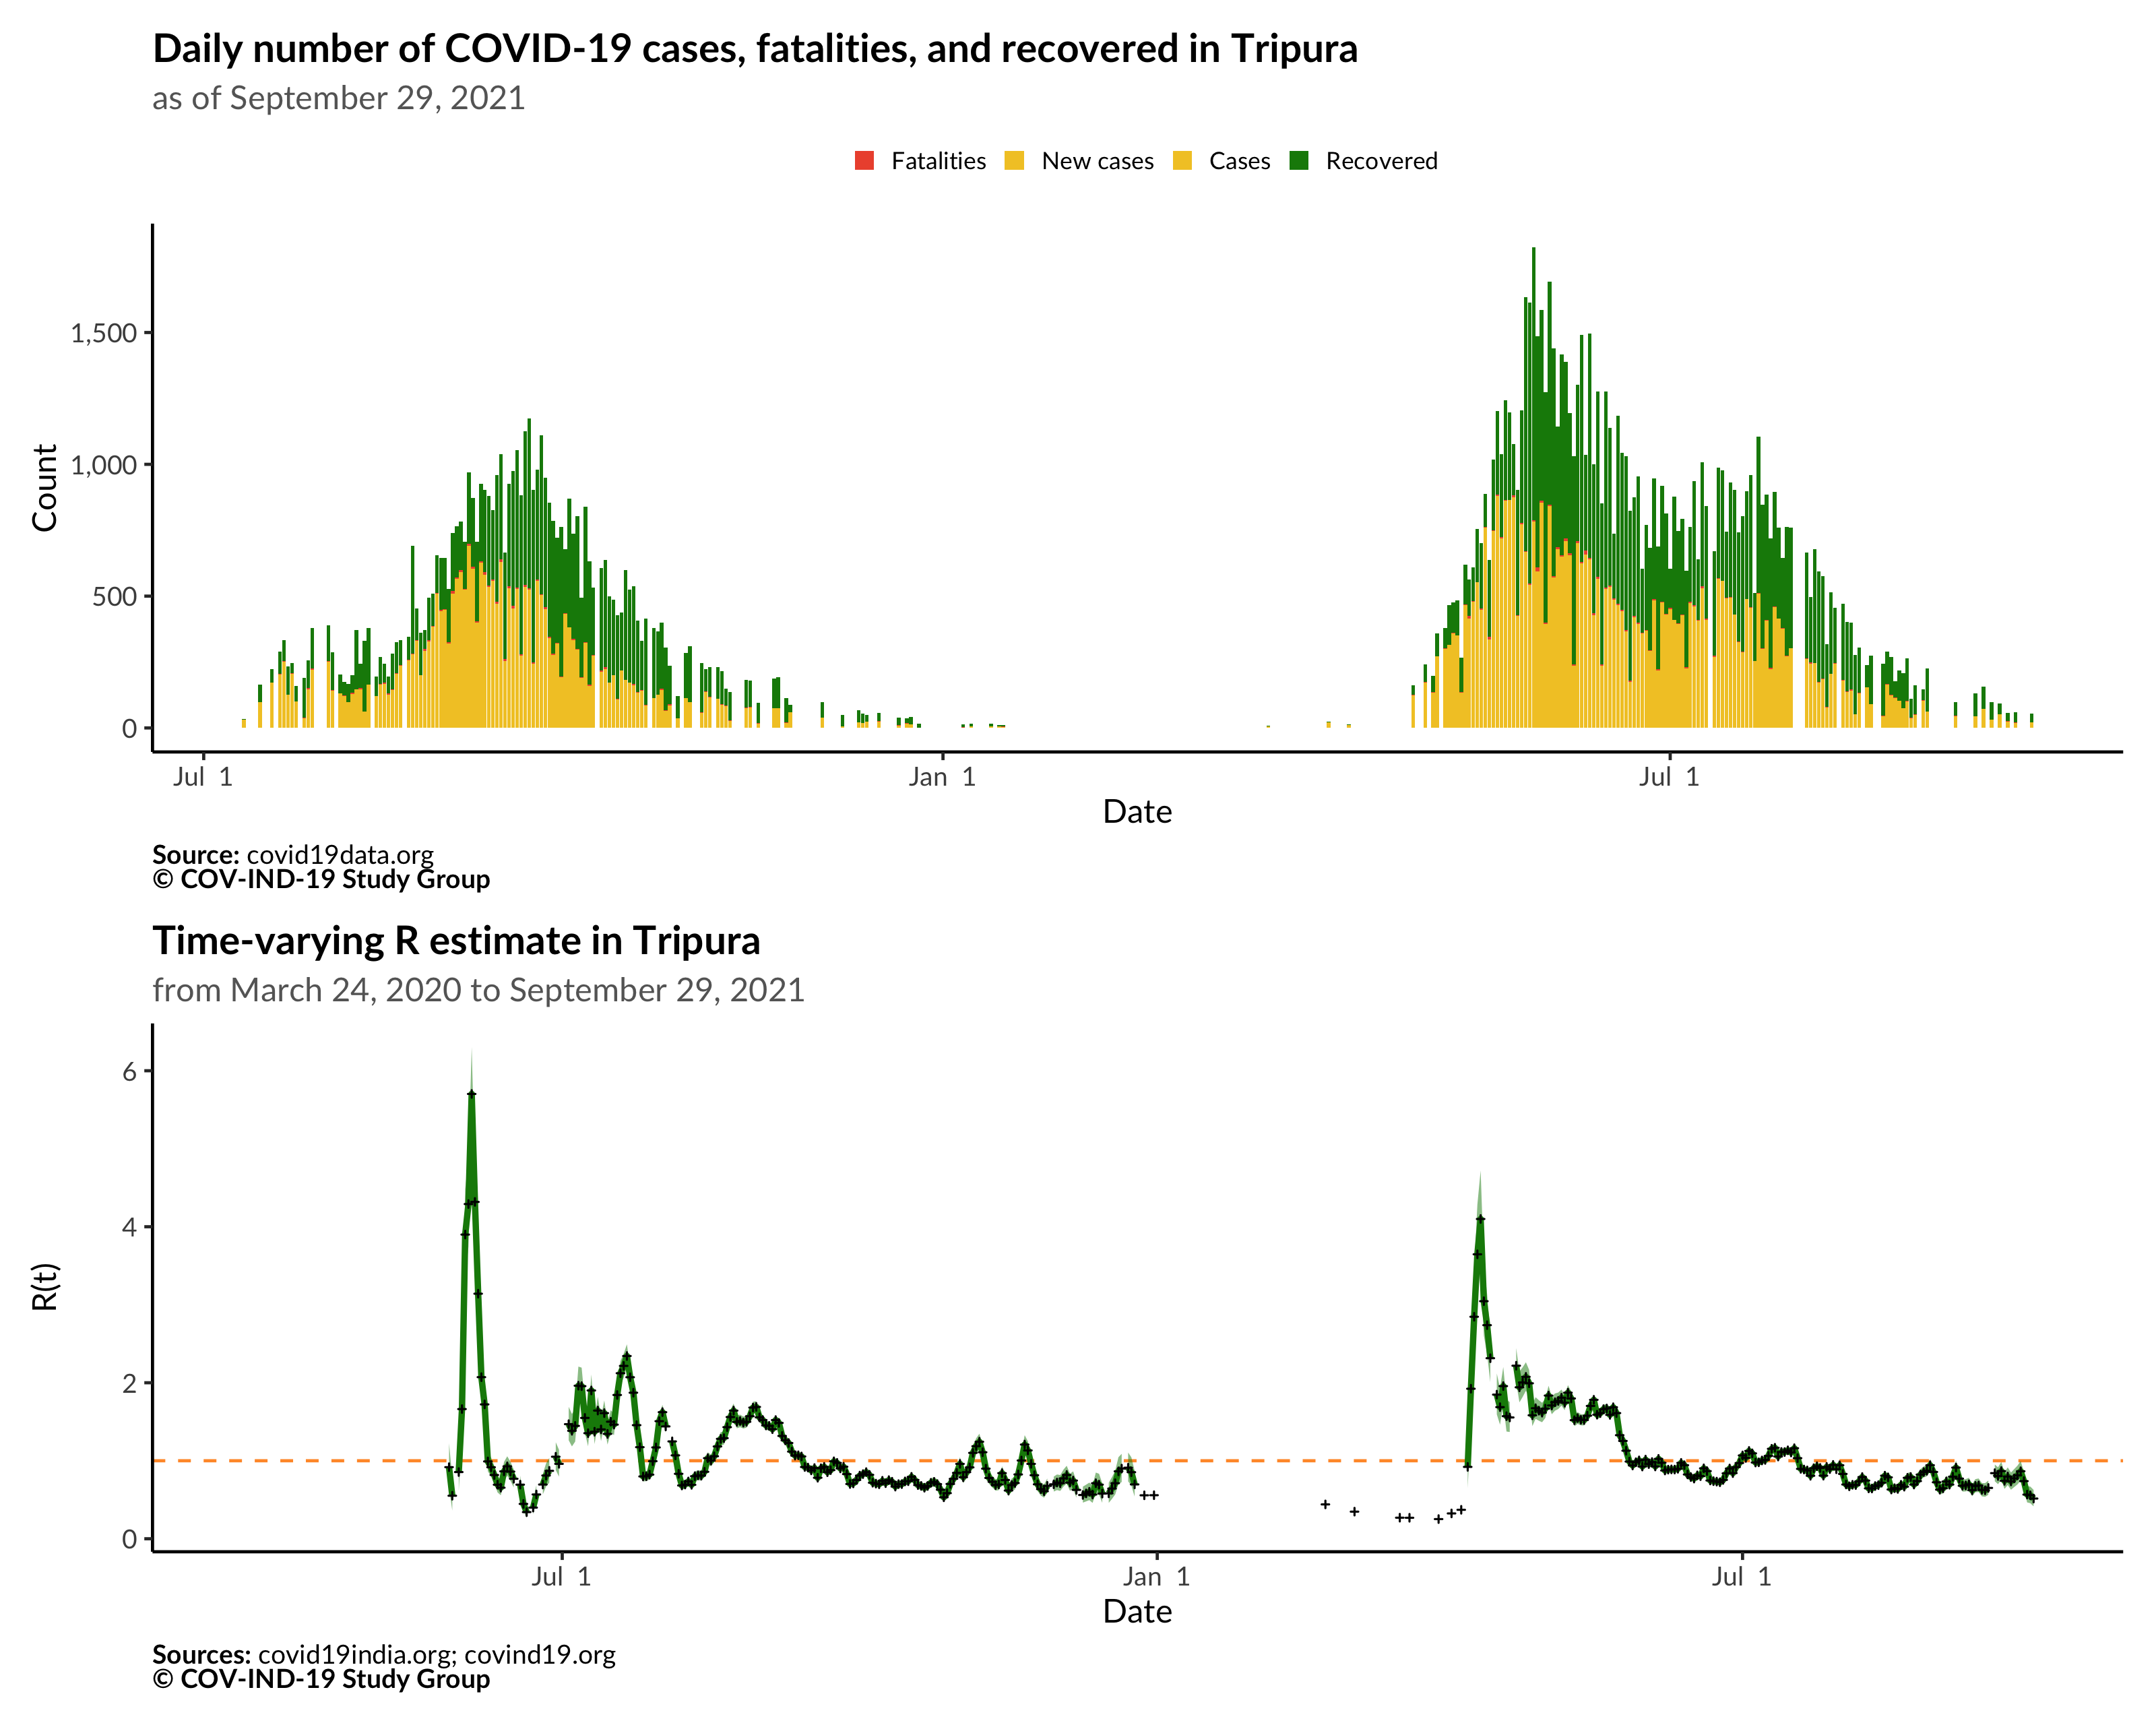 Daily number of COVID-19 cases, fatalities, and recovered in Tripura
as of September 29, 2021
Fatalities New cases Cases Recovered
Count
1,500
1,000
500
0
Jul 1 Jan 1 Jul 1
Date
Source: covid19data.org
© COV-IND-19 Study Group
Time-varying R estimate in Tripura
from March 24, 2020 to September 29, 2021
R(t)
6
4
2
0
Jul 1 Jan 1 Jul 1
Date
Sources: covid19india.org; covind19.org
© COV-IND-19 Study Group